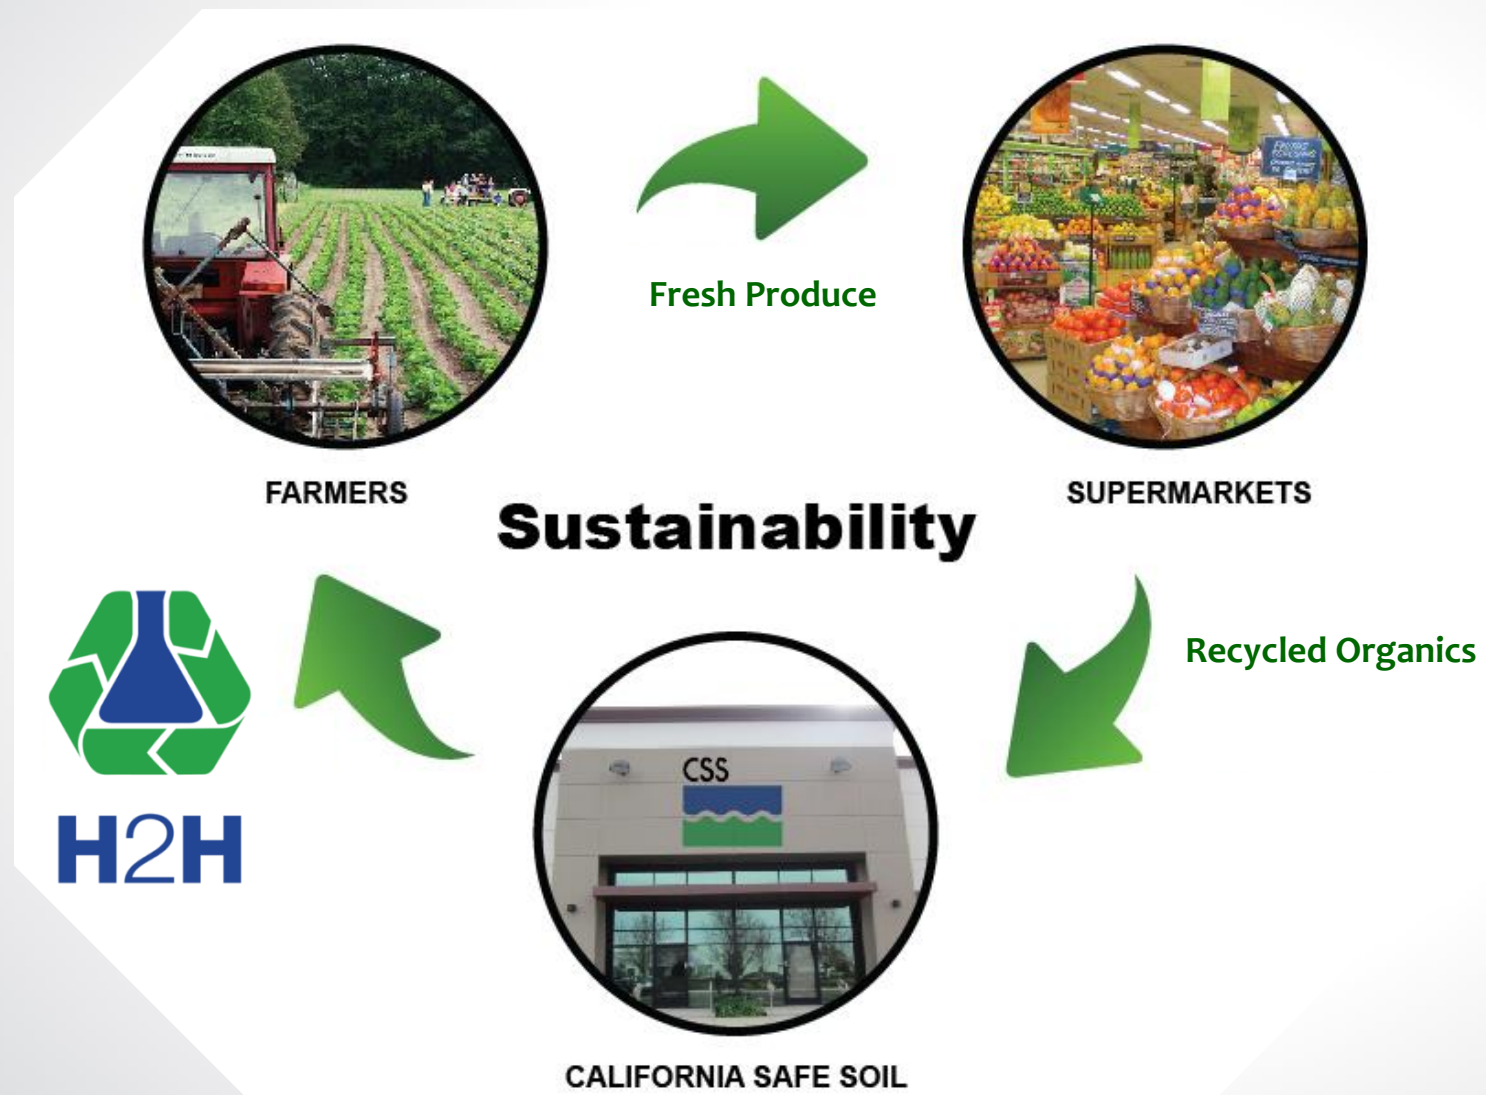 Fresh Produce
FARMERS
SUPERMARKETS
Sustainability
Recycled Organics
H2H
CSS
CALIFORNIA SAFE SOIL